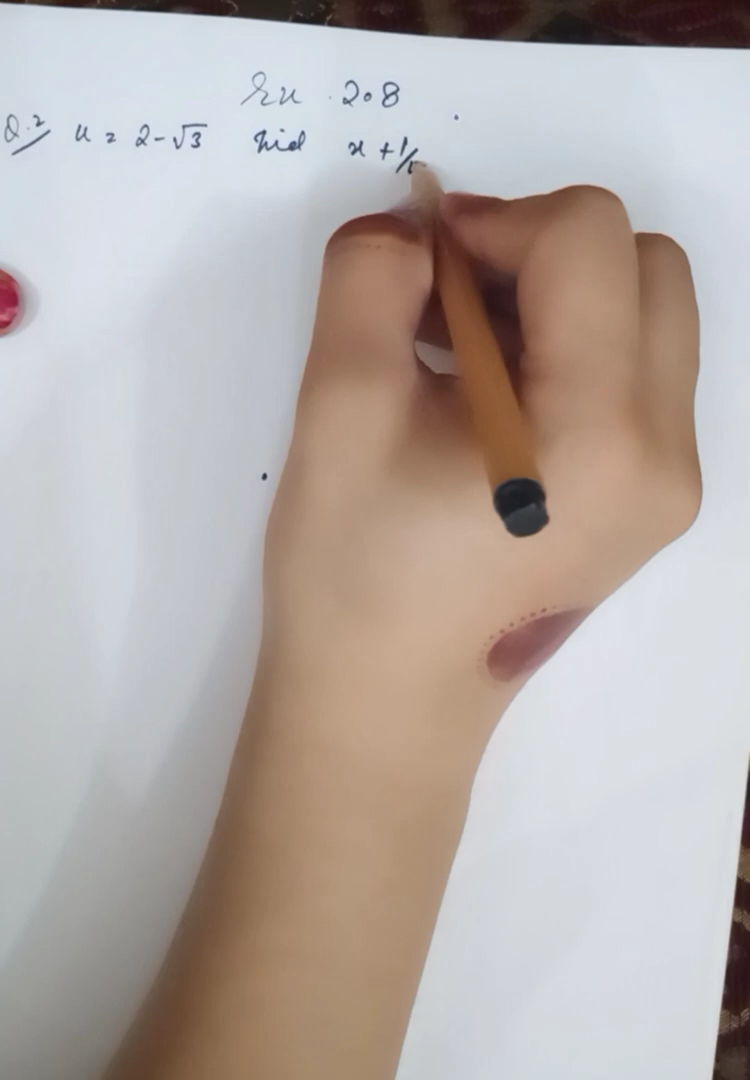 Ex 2.8
Q.2 x = 2-√3 find x + 1/